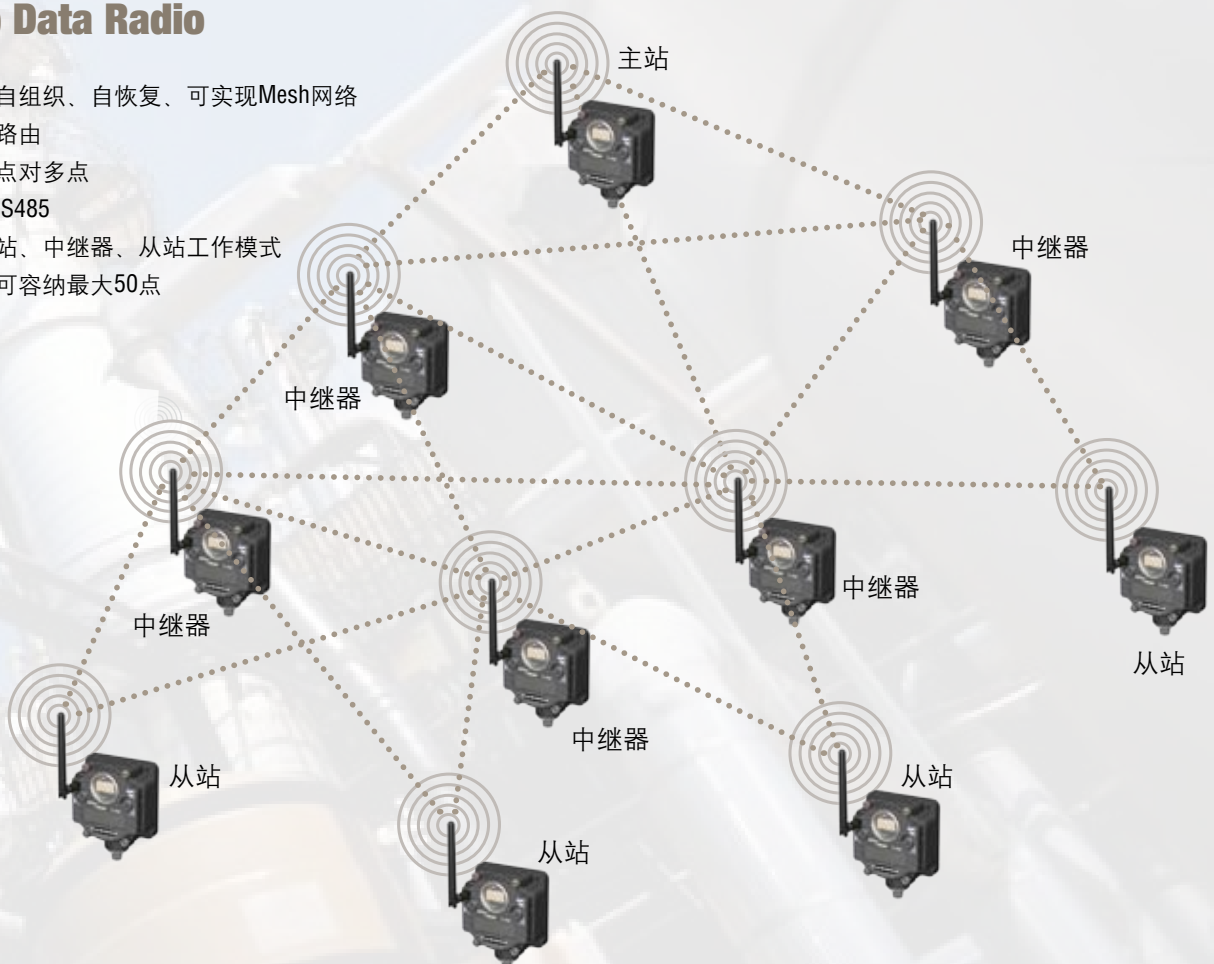 Data Radio
自组织、自恢复、可实现Mesh网络
路由
点对多点
S485
站、中继器、从站工作模式
可容纳最大50点
主站
中继器
中继器
中继器
中继器
从站
中继器
从站
从站
从站